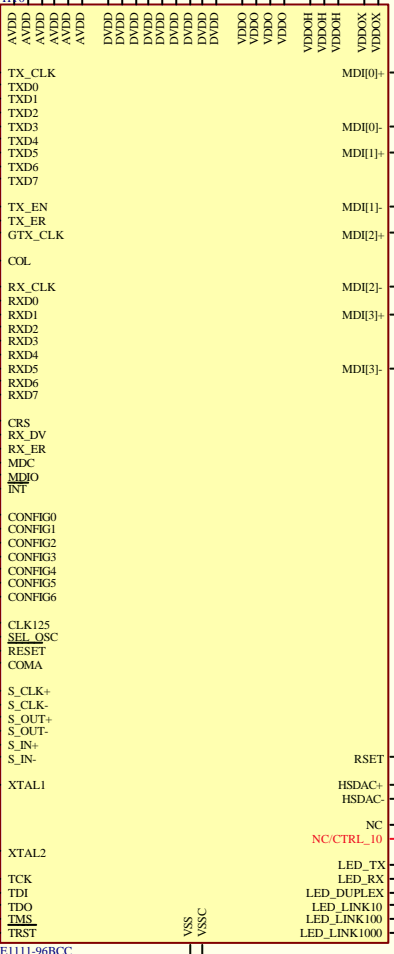 AVDD AVDD AVDD AVDD AVDD AVDD DVDD DVDD DVDD DVDD DVDD DVDD DVDD DVDD DVDD VDDO VDDO VDDO VDDO VDDOH VDDOH VDDOH VDDOX VDDOX
TX_CLK MDI[0]+
TXD0
TXD1
TXD2
TXD3 MDI[0]-
TXD4
TXD5 MDI[1]+
TXD6
TXD7
TX_EN MDI[1]-
TX_ER
GTX_CLK MDI[2]+
COL
RX_CLK MDI[2]-
RXD0
RXD1 MDI[3]+
RXD2
RXD3
RXD4
RXD5 MDI[3]-
RXD6
RXD7
CRS
RX_DV
RX_ER
MDC
MDIO
INT
CONFIG0
CONFIG1
CONFIG2
CONFIG3
CONFIG4
CONFIG5
CONFIG6
CLK125
SEL_OSC
RESET
COMA
S_CLK+
S_CLK-
S_OUT+
S_OUT-
S_IN+
S_IN- RSET
XTAL1 HSDAC+
HSDAC-
NC
NC/CTRL_10
XTAL2
LED_TX
TCK LED_RX
TDI LED_DUPLEX
TDO LED_LINK10
TMS LED_LINK100
TRST VSS VSSC LED_LINK1000
E1111-96BCC